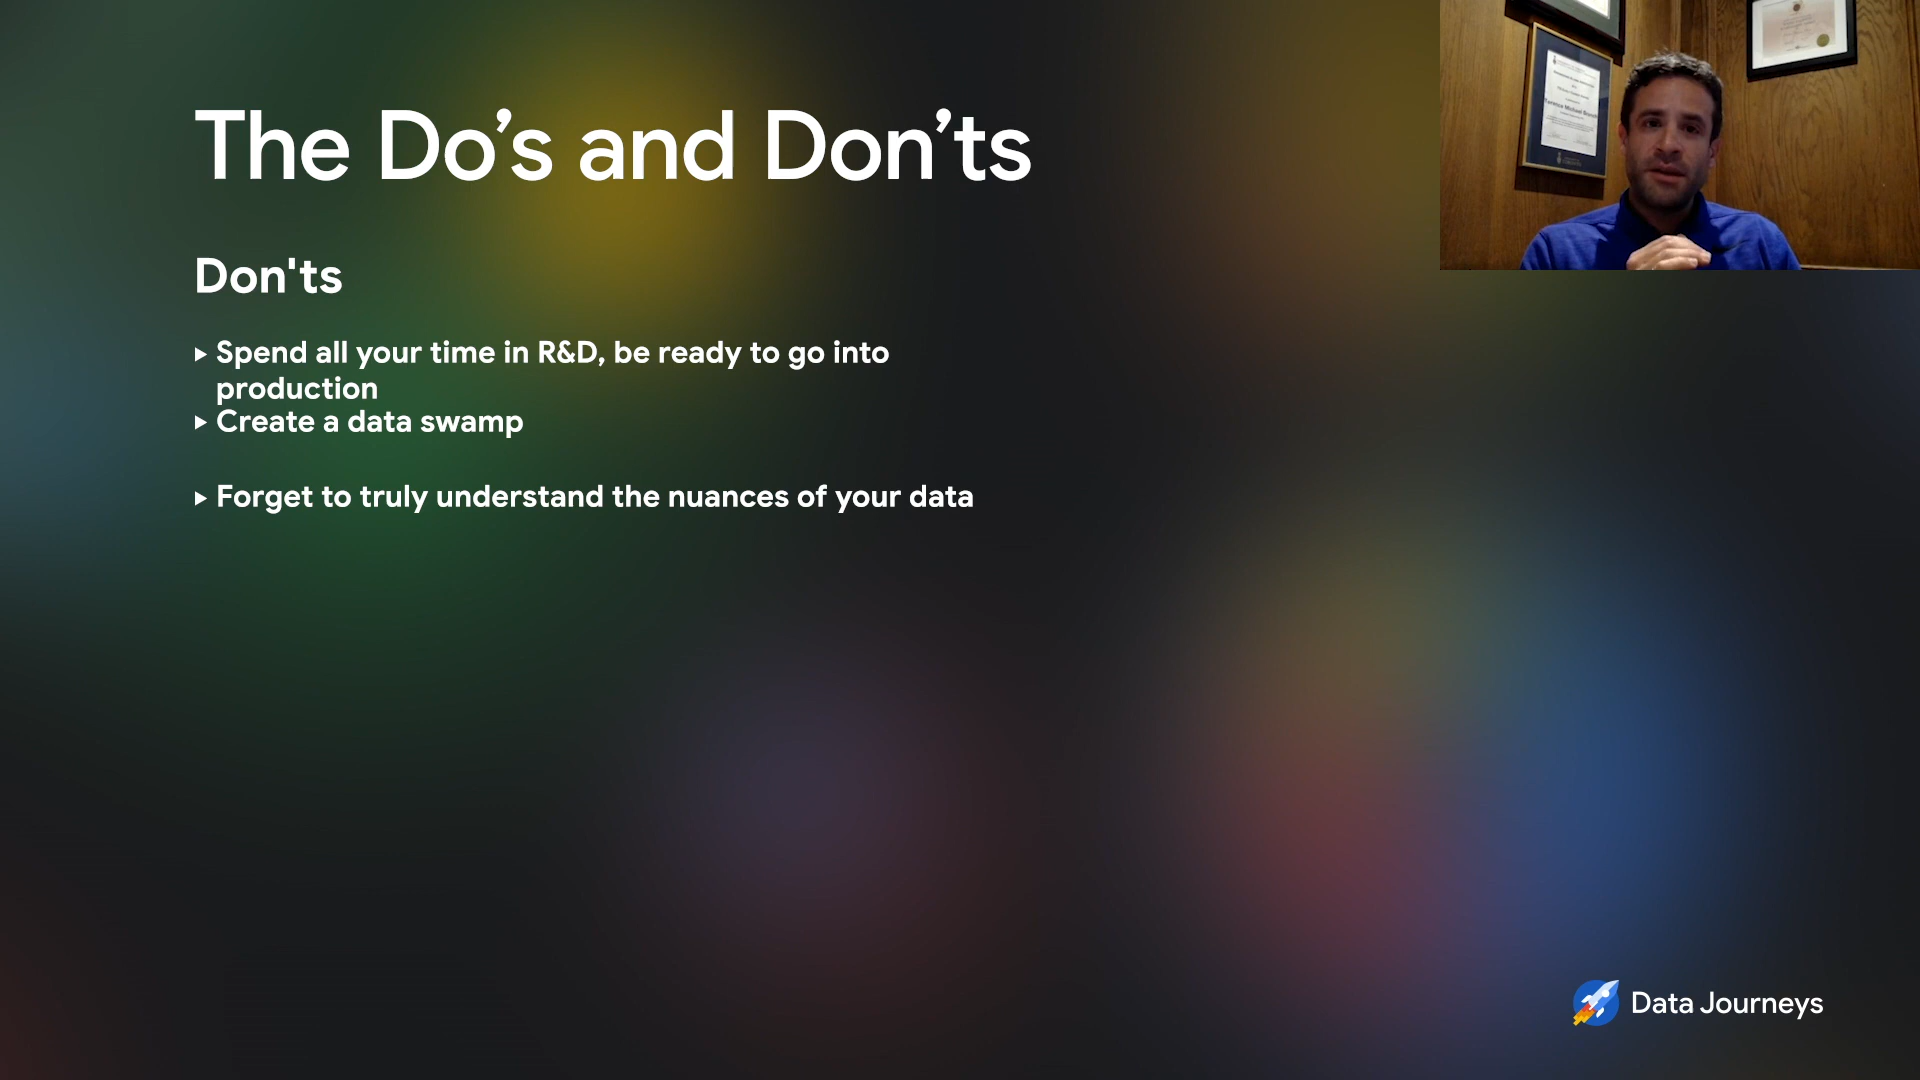 The Do’s and Don’ts
Don'ts
▸ Spend all your time in R&D, be ready to go into
production
▸ Create a data swamp
▸ Forget to truly understand the nuances of your data
Data Journeys